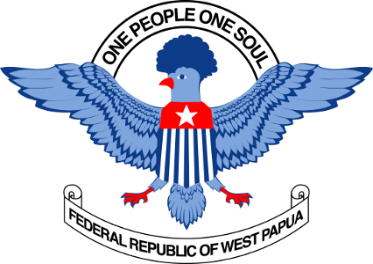 ONE PEOPLE ONE SOUL
FEDERAL REPUBLIC OF WEST PAPUA